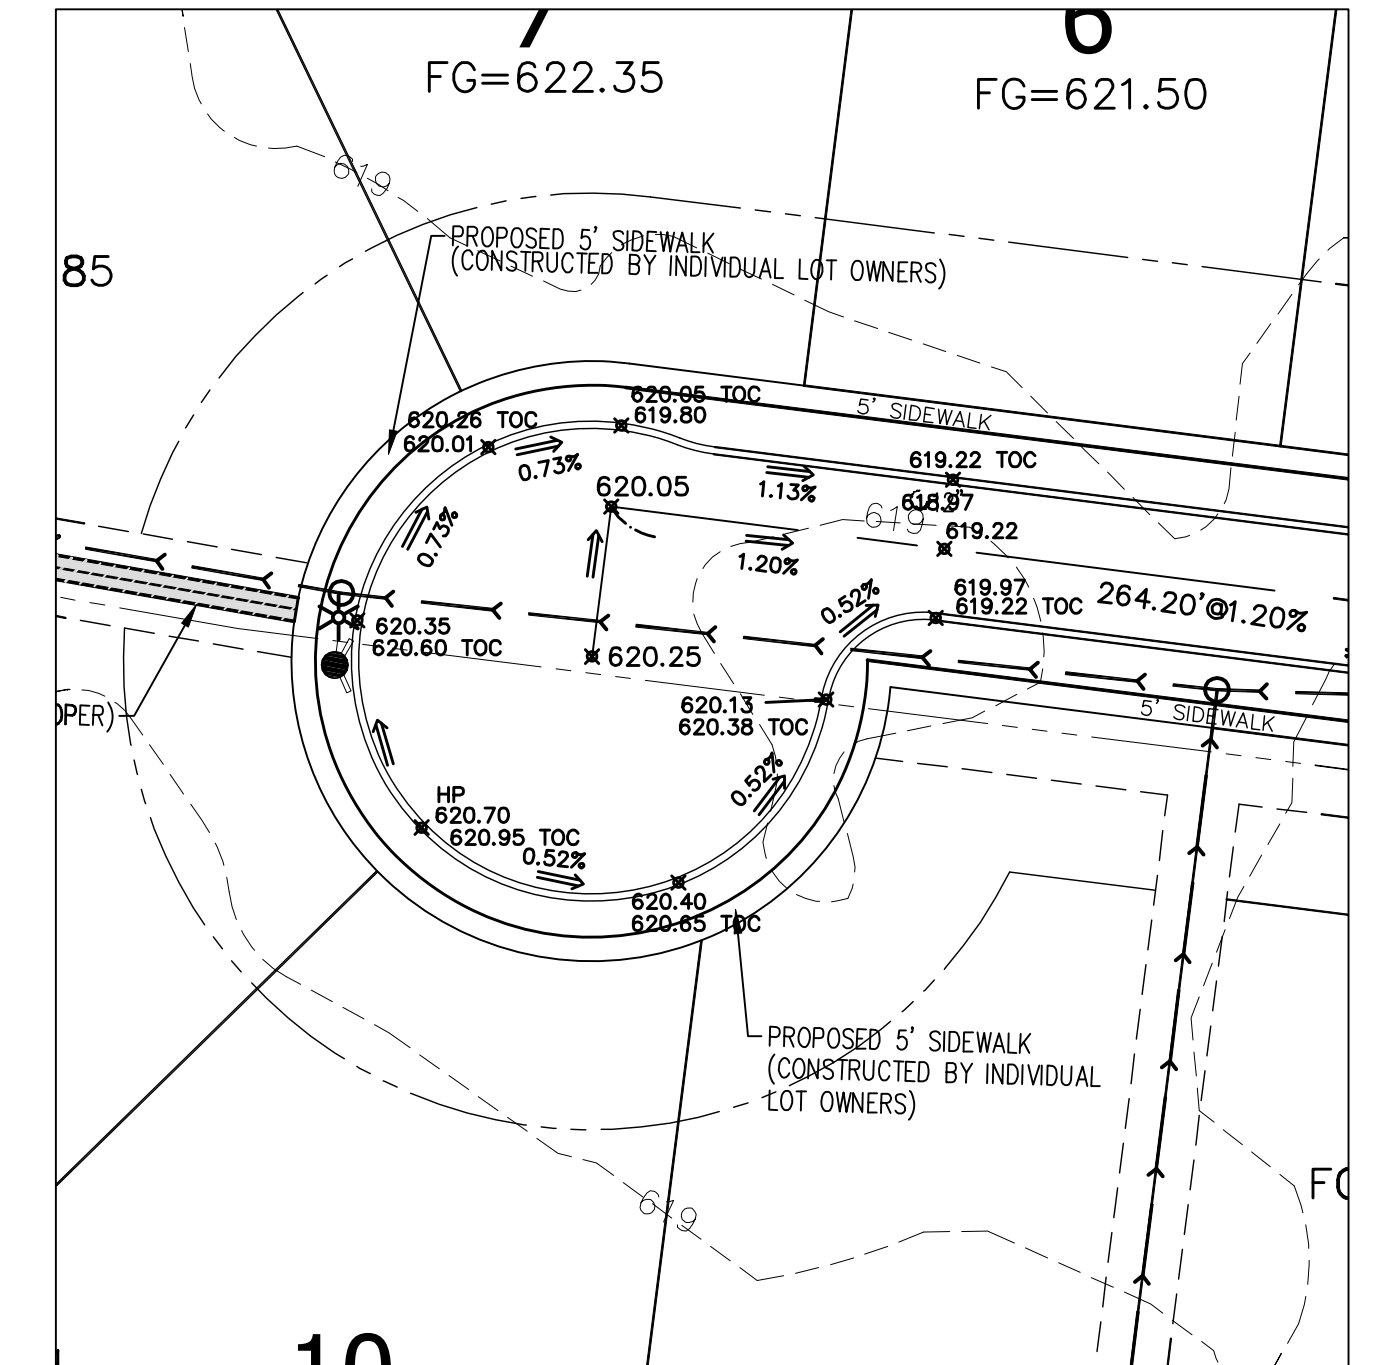 7
6
FG=622.35
FG=621.50
619
PROPOSED 5' SIDEWALK
(CONSTRUCTED BY INDIVIDUAL LOT OWNERS)
85
620.05 TOC
619.80
620.26 TOC
620.01
5' SIDEWALK
0.73%
619.22 TOC
618.97
620.05
1.13%
619
0.73%
619.22
1.20%
619.97
619.22 TOC
264.20'@1.20%
0.52%
620.35
620.60 TOC
620.25
620.13
620.38 TOC
5' SIDEWALK
OPER)
0.52%
HP
620.70
620.95 TOC
0.52%
620.40
620.65 TOC
PROPOSED 5' SIDEWALK
(CONSTRUCTED BY INDIVIDUAL
LOT OWNERS)
FG
619
10